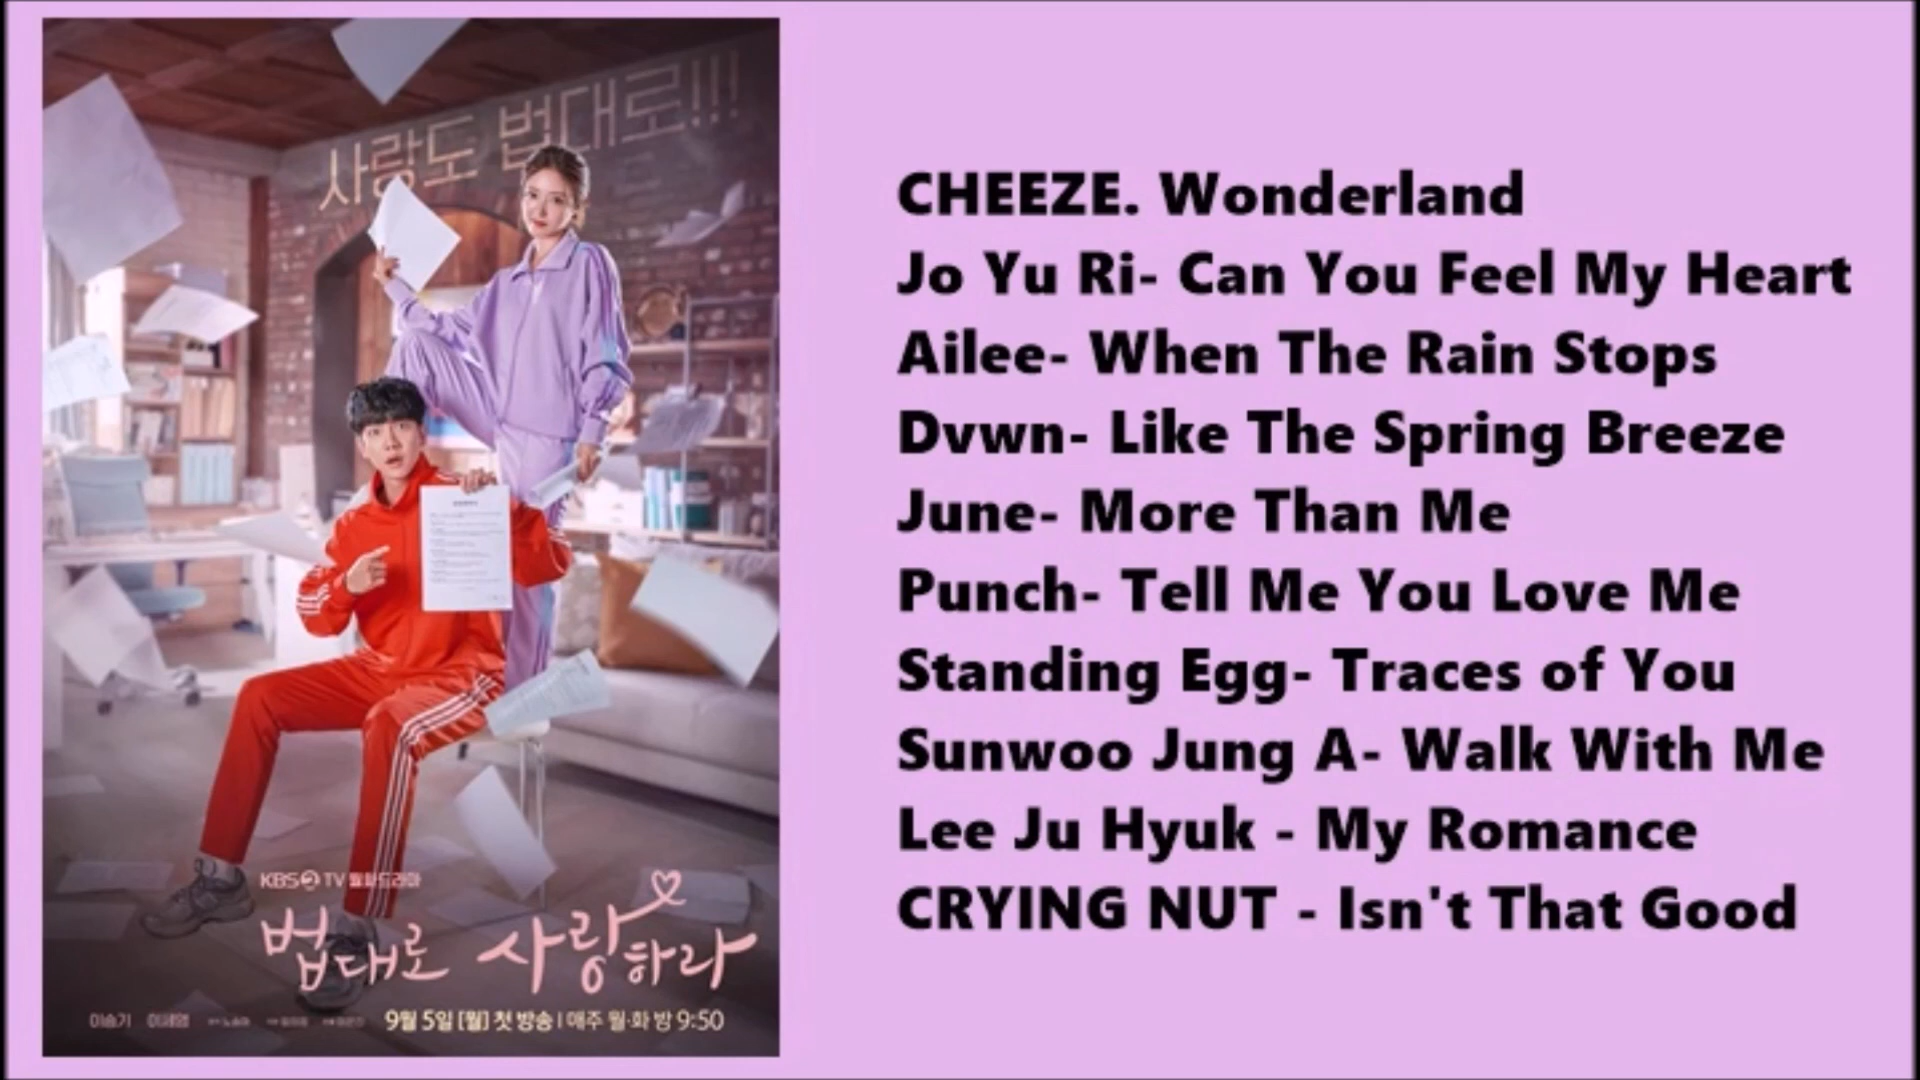 사랑도 법대로!!!
KBS2 TV 월화드라마
법대로 사랑하라
이승기 이세영
9월 5일 [월] 첫 방송 | 매주 월·화 밤 9:50
CHEEZE. Wonderland
Jo Yu Ri- Can You Feel My Heart
Ailee- When The Rain Stops
Dvwn- Like The Spring Breeze
June- More Than Me
Punch- Tell Me You Love Me
Standing Egg- Traces of You
Sunwoo Jung A- Walk With Me
Lee Ju Hyuk - My Romance
CRYING NUT - Isn't That Good